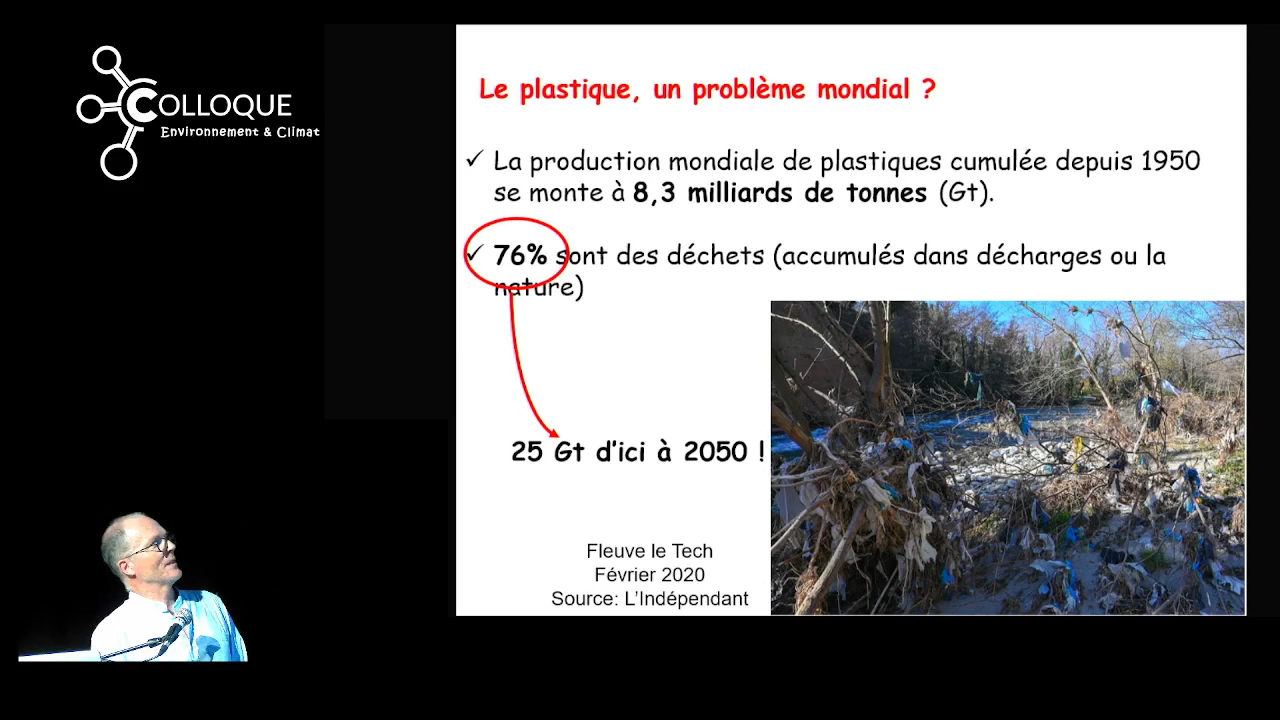 COLLOQUE
Environnement & Climat
Le plastique, un problème mondial ?
✓ La production mondiale de plastiques cumulée depuis 1950
se monte à 8,3 milliards de tonnes (Gt).
✓ 76% sont des déchets (accumulés dans décharges ou la
nature)
25 Gt d'ici à 2050 !
Fleuve le Tech
Février 2020
Source: L'Indépendant